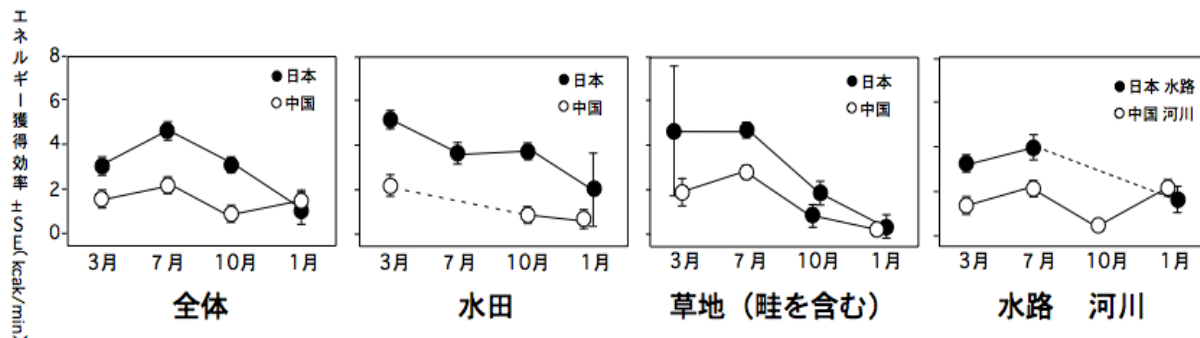 エネルギー獲得効率 ±SE(kcak/min)
8
6
4
2
0
日本
中国
3月 7月 10月 1月
全体
日本
中国
3月 7月 10月 1月
水田
日本
中国
3月 7月 10月 1月
草地（畦を含む）
日本 水路
中国 河川
3月 7月 10月 1月
水路 河川